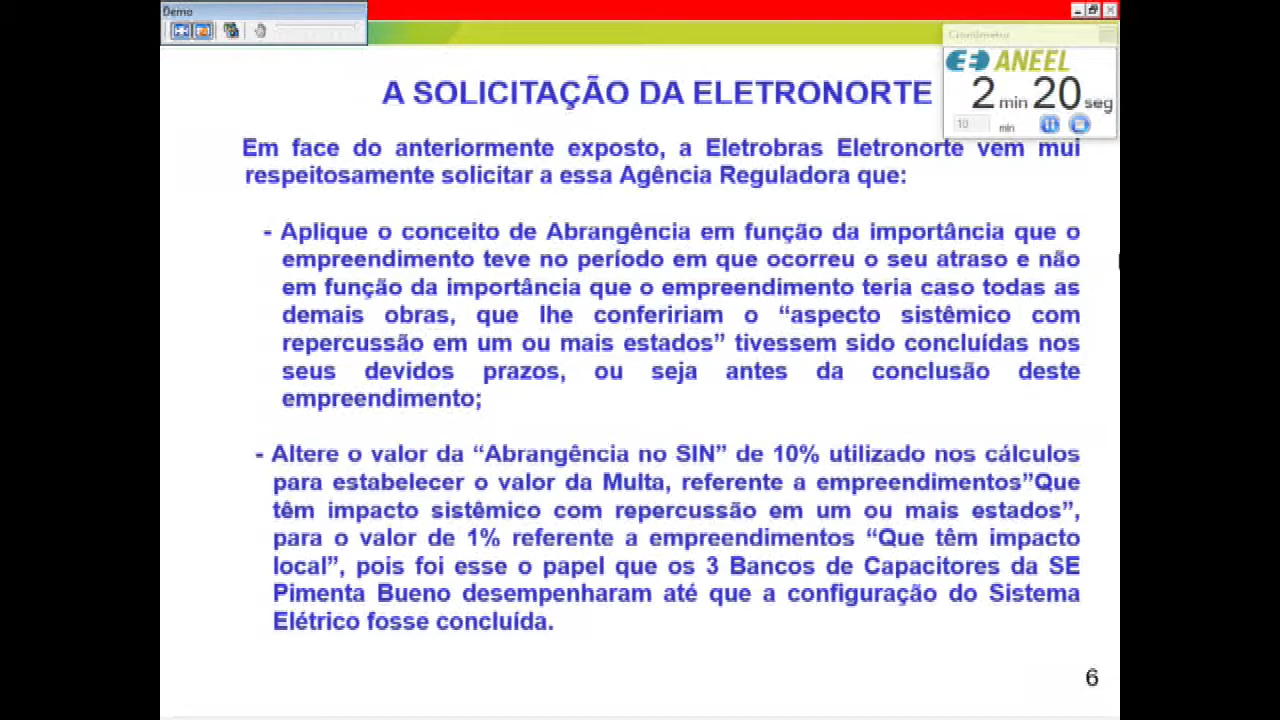 Demo
Cronômetro
ANEEL
2 min 20 seg
10 min
A SOLICITAÇÃO DA ELETRONORTE
Em face do anteriormente exposto, a Eletrobras Eletronorte vem mui
respeitosamente solicitar a essa Agência Reguladora que:
- Aplique o conceito de Abrangência em função da importância que o
empreendimento teve no período em que ocorreu o seu atraso e não
em função da importância que o empreendimento teria caso todas as
demais obras, que lhe confeririam o “aspecto sistêmico com
repercussão em um ou mais estados” tivessem sido concluídas nos
seus devidos prazos, ou seja antes da conclusão deste
empreendimento;
- Altere o valor da “Abrangência no SIN” de 10% utilizado nos cálculos
para estabelecer o valor da Multa, referente a empreendimentos”Que
têm impacto sistêmico com repercussão em um ou mais estados”,
para o valor de 1% referente a empreendimentos “Que têm impacto
local”, pois foi esse o papel que os 3 Bancos de Capacitores da SE
Pimenta Bueno desempenharam até que a configuração do Sistema
Elétrico fosse concluída.
6